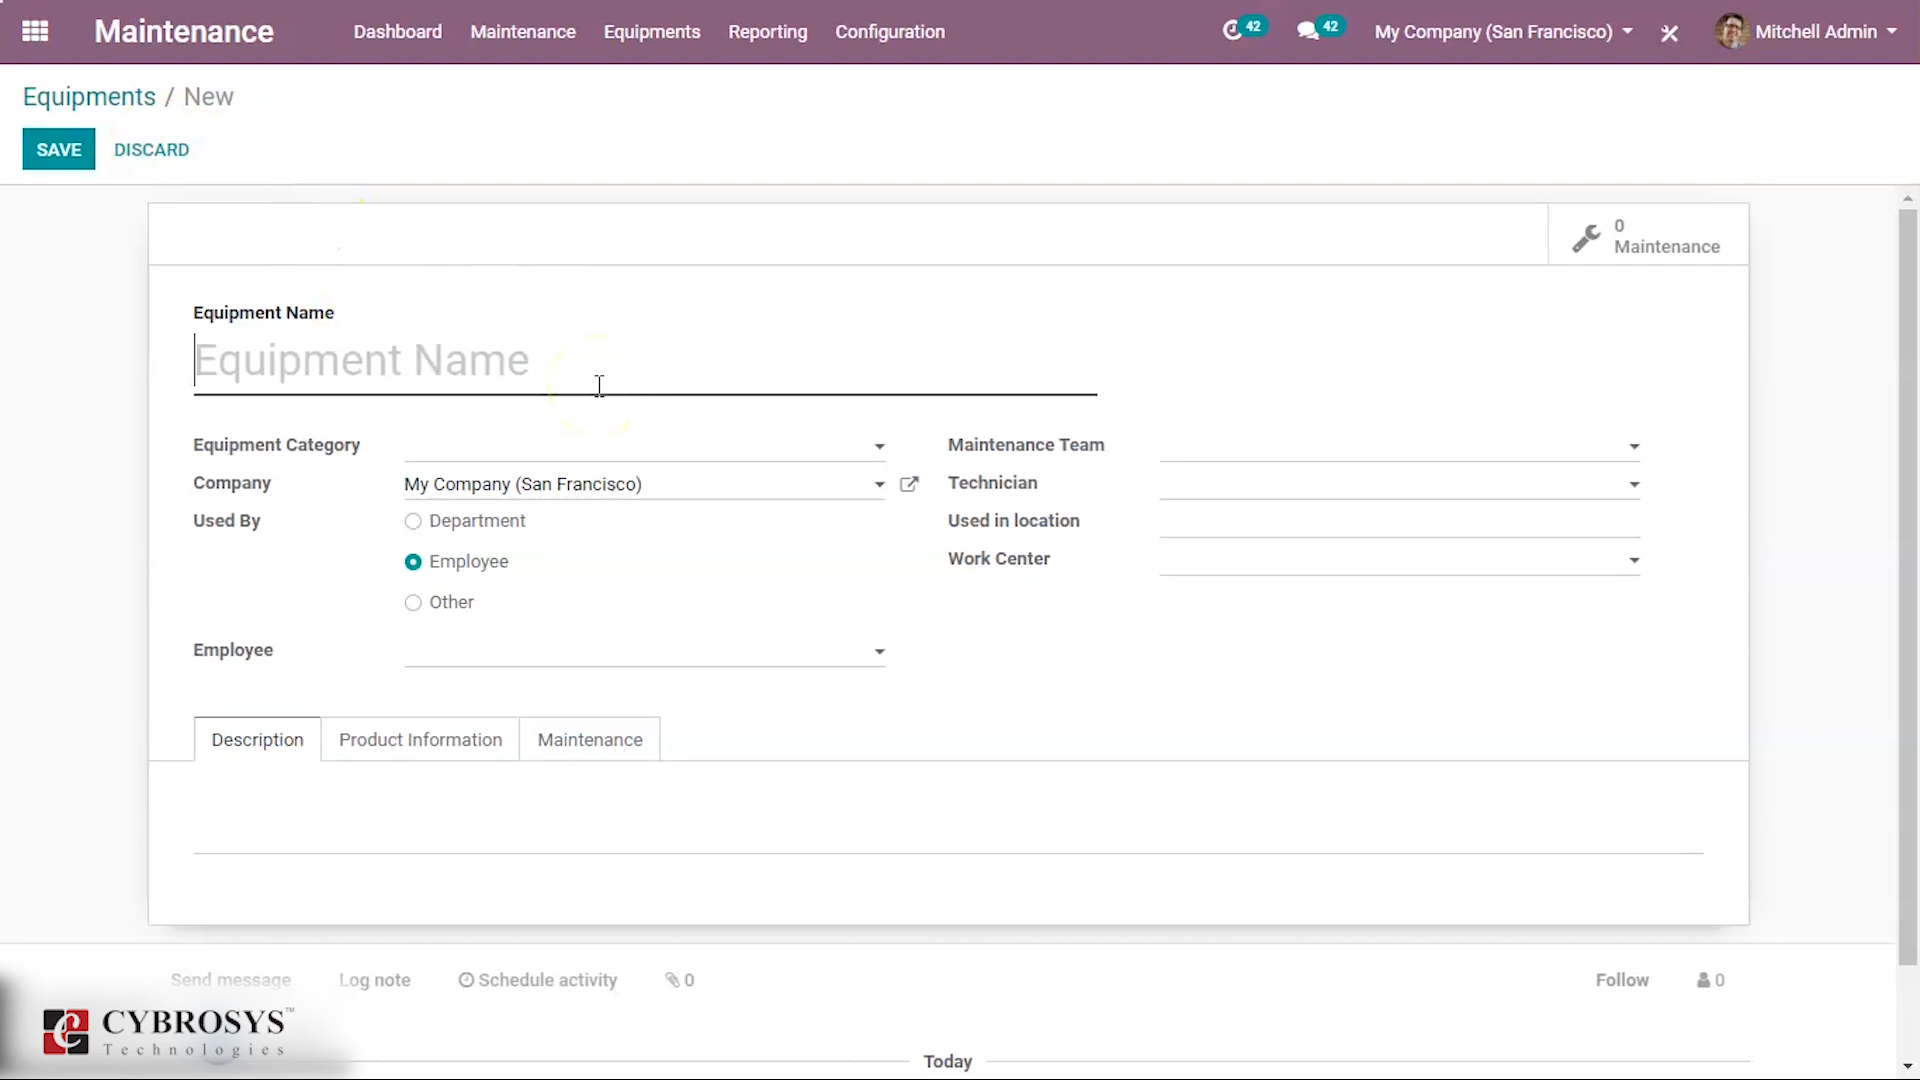 Maintenance Dashboard Maintenance Equipments Reporting Configuration 42 42 My Company (San Francisco) Mitchell Admin
Equipments / New
SAVE DISCARD
0
Maintenance
Equipment Name
Equipment Name
Equipment Category
Maintenance Team
Company My Company (San Francisco)
Technician
Used By Department
Used in location
Employee
Work Center
Other
Employee
Description Product Information Maintenance
Send message Log note Schedule activity 0 Follow 0
CYBROSYS™
Technologies
Today